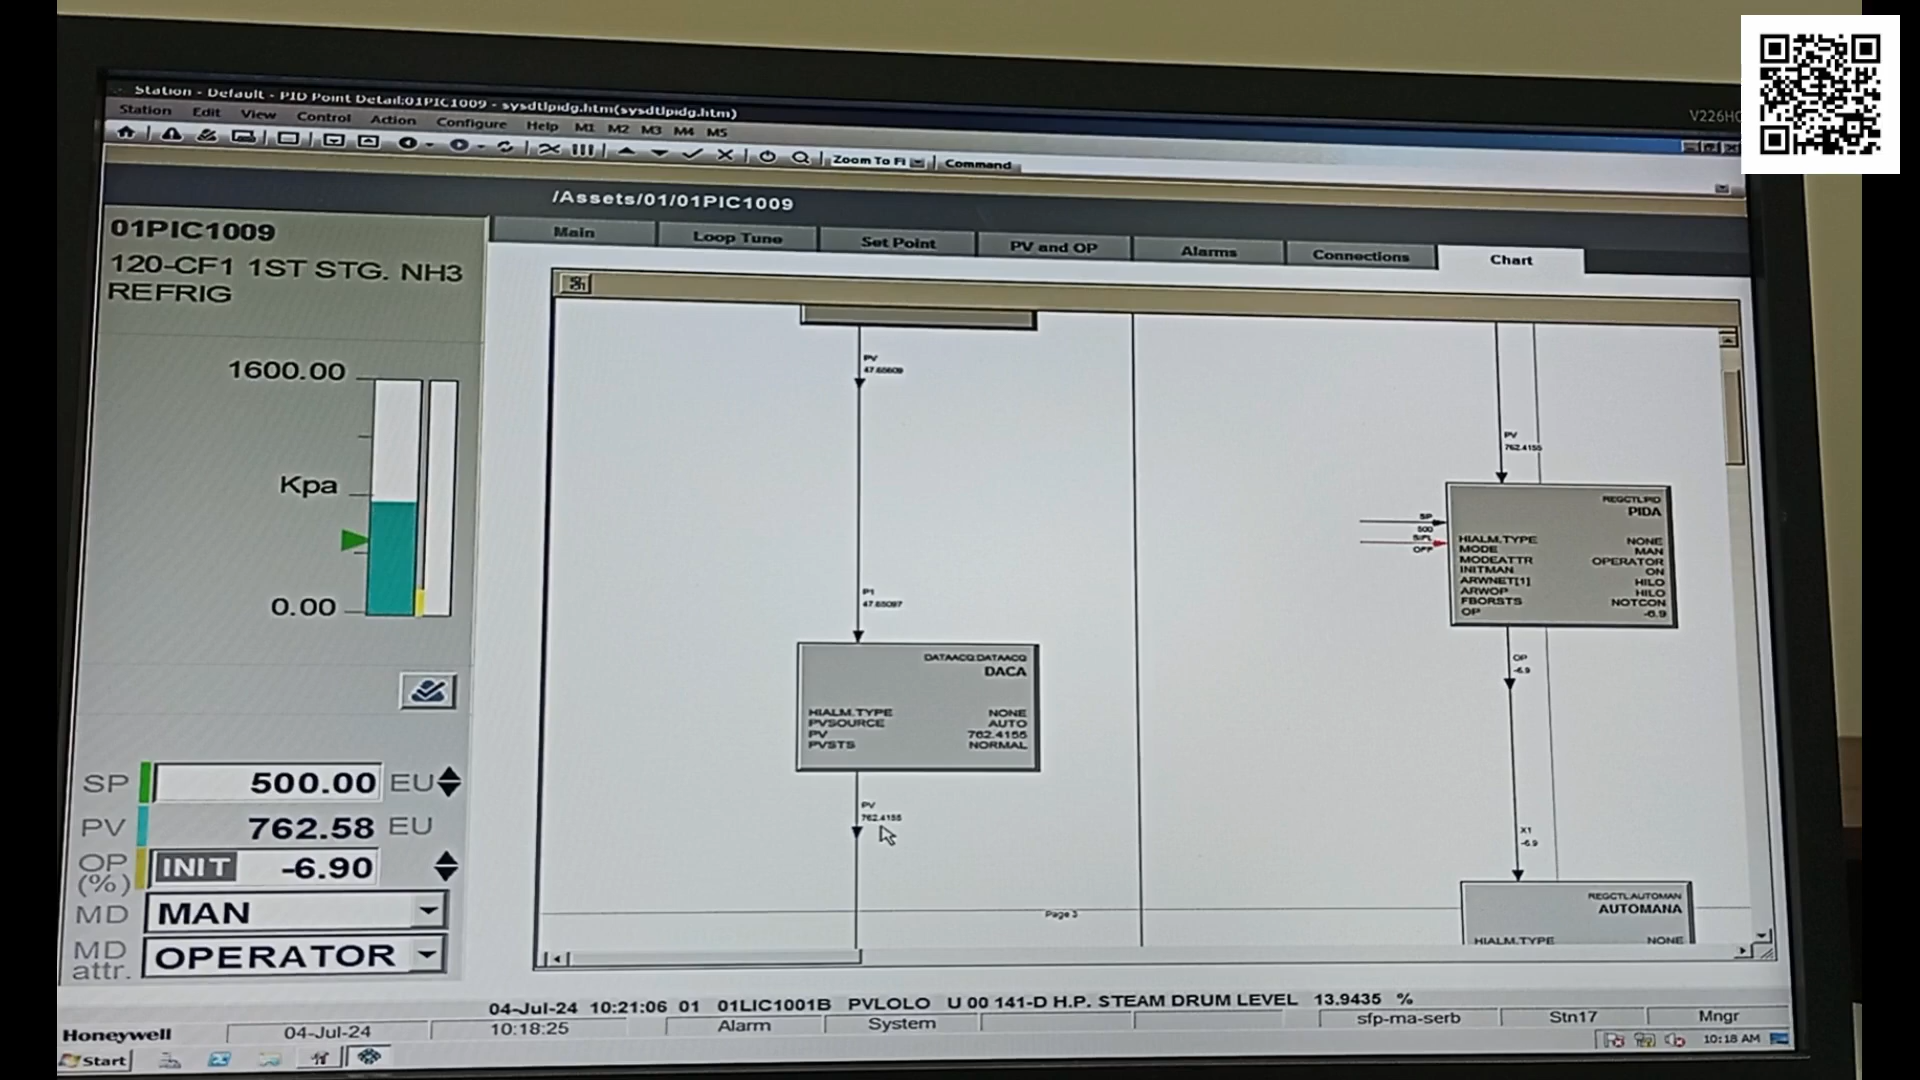 V226HQ
Station - Default - PID Point Detail:01PIC1009 - sysdtlpidg.htm(sysdtlpidg.htm)
Station Edit View Control Action Configure Help M1 M2 M3 M4 M5
Zoom To Fi Command
/Assets/01/01PIC1009
Main Loop Tune Set Point PV and OP Alarms Connections Chart
01PIC1009
120-CF1 1ST STG. NH3
REFRIG
1600.00
Kpa
0.00
SP 500.00 EU
PV 762.58 EU
OP (%) INIT -6.90
MD MAN
MD attr. OPERATOR
PV
P1
DATAACQ:DATAACQ
DACA
HIALM.TYPE NONE
PVSOURCE AUTO
PV 762.4155
PVSTS NORMAL
PV
762.4155
Page 3
PV
762.4155
SP
500
OFF
REGCTL:PID
PIDA
HIALM.TYPE NONE
MODE MAN
MODEATTR OPERATOR
INITMAN ON
ARWNET[1] HILO
ARWOP HILO
FBORSTS NOTCON
OP -6.9
OP
-6.9
X1
-6.9
REGCTL:AUTOMAN
AUTOMANA
HIALM.TYPE NONE
04-Jul-24 10:21:06 01 01LIC1001B PVLOLO U 00 141-D H.P. STEAM DRUM LEVEL 13.9435 %
Honeywell 04-Jul-24 10:18:25 Alarm System sfp-ma-serb Stn17 Mngr
Start 10:18 AM